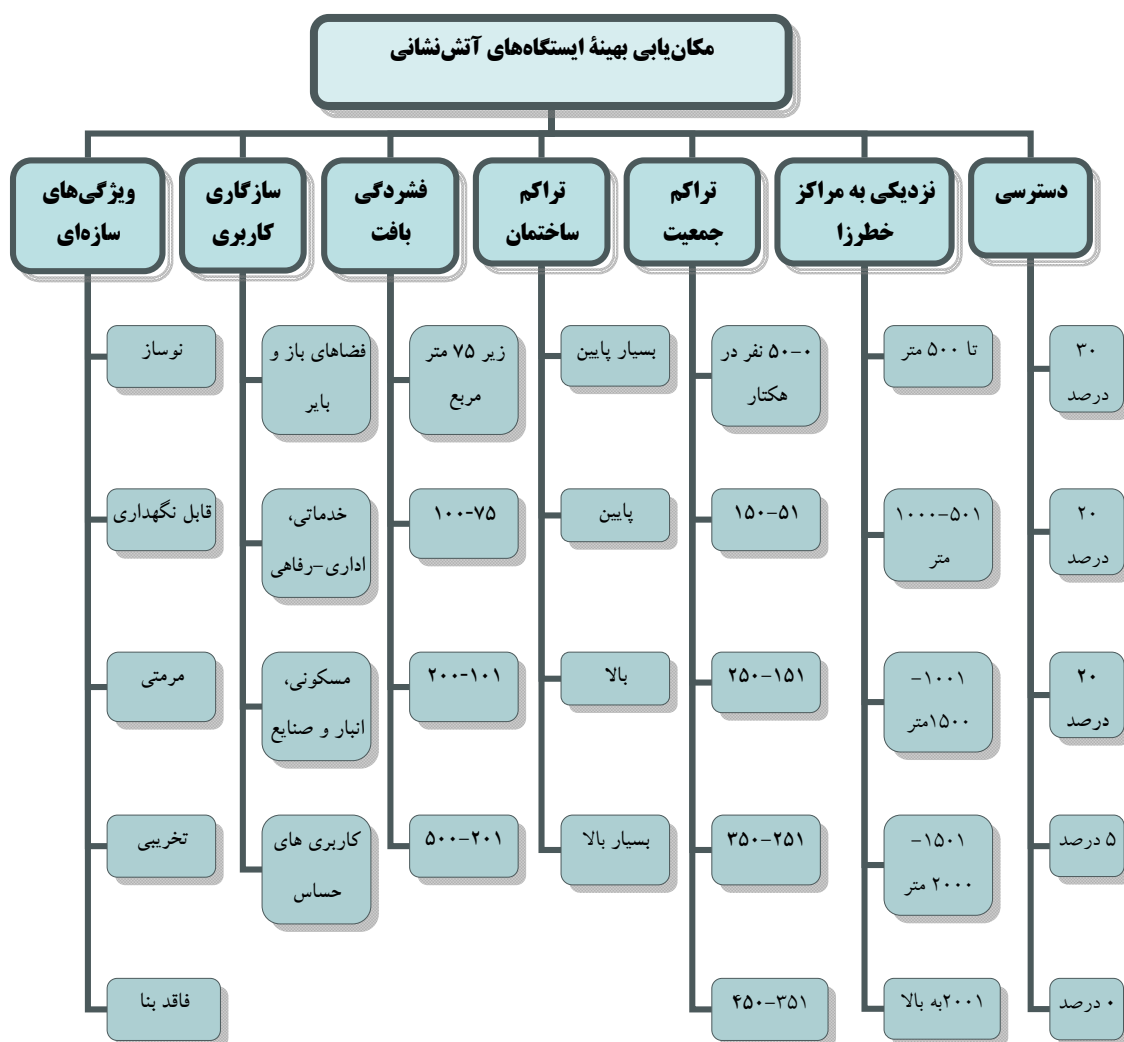 مکان‌یابی بهینهٔ ایستگاه‌های آتش‌نشانی
دسترسی
نزدیکی به مراکز
خطرزا
تراکم
جمعیت
تراکم
ساختمان
فشردگی
بافت
سازگاری
کاربری
ویژگی‌های
سازه‌ای
۳۰
درصد
۲۰
درصد
۲۰
درصد
۵ درصد
۰ درصد
تا ۵۰۰ متر
۵۰۱-۱۰۰۰
متر
۱۰۰۱-
۱۵۰۰متر
۱۵۰۱-
۲۰۰۰ متر
۲۰۰۱به بالا
۰-۵۰ نفر در
هکتار
۵۱-۱۵۰
۱۵۱-۲۵۰
۲۵۱-۳۵۰
۳۵۱-۴۵۰
بسیار پایین
پایین
بالا
بسیار بالا
زیر ۷۵ متر
مربع
۷۵-۱۰۰
۱۰۱-۲۰۰
۲۰۱-۵۰۰
فضاهای باز و
بایر
خدماتی،
اداری-رفاهی
مسکونی،
انبار و صنایع
کاربری های
حساس
نوساز
قابل نگهداری
مرمتی
تخریبی
فاقد بنا